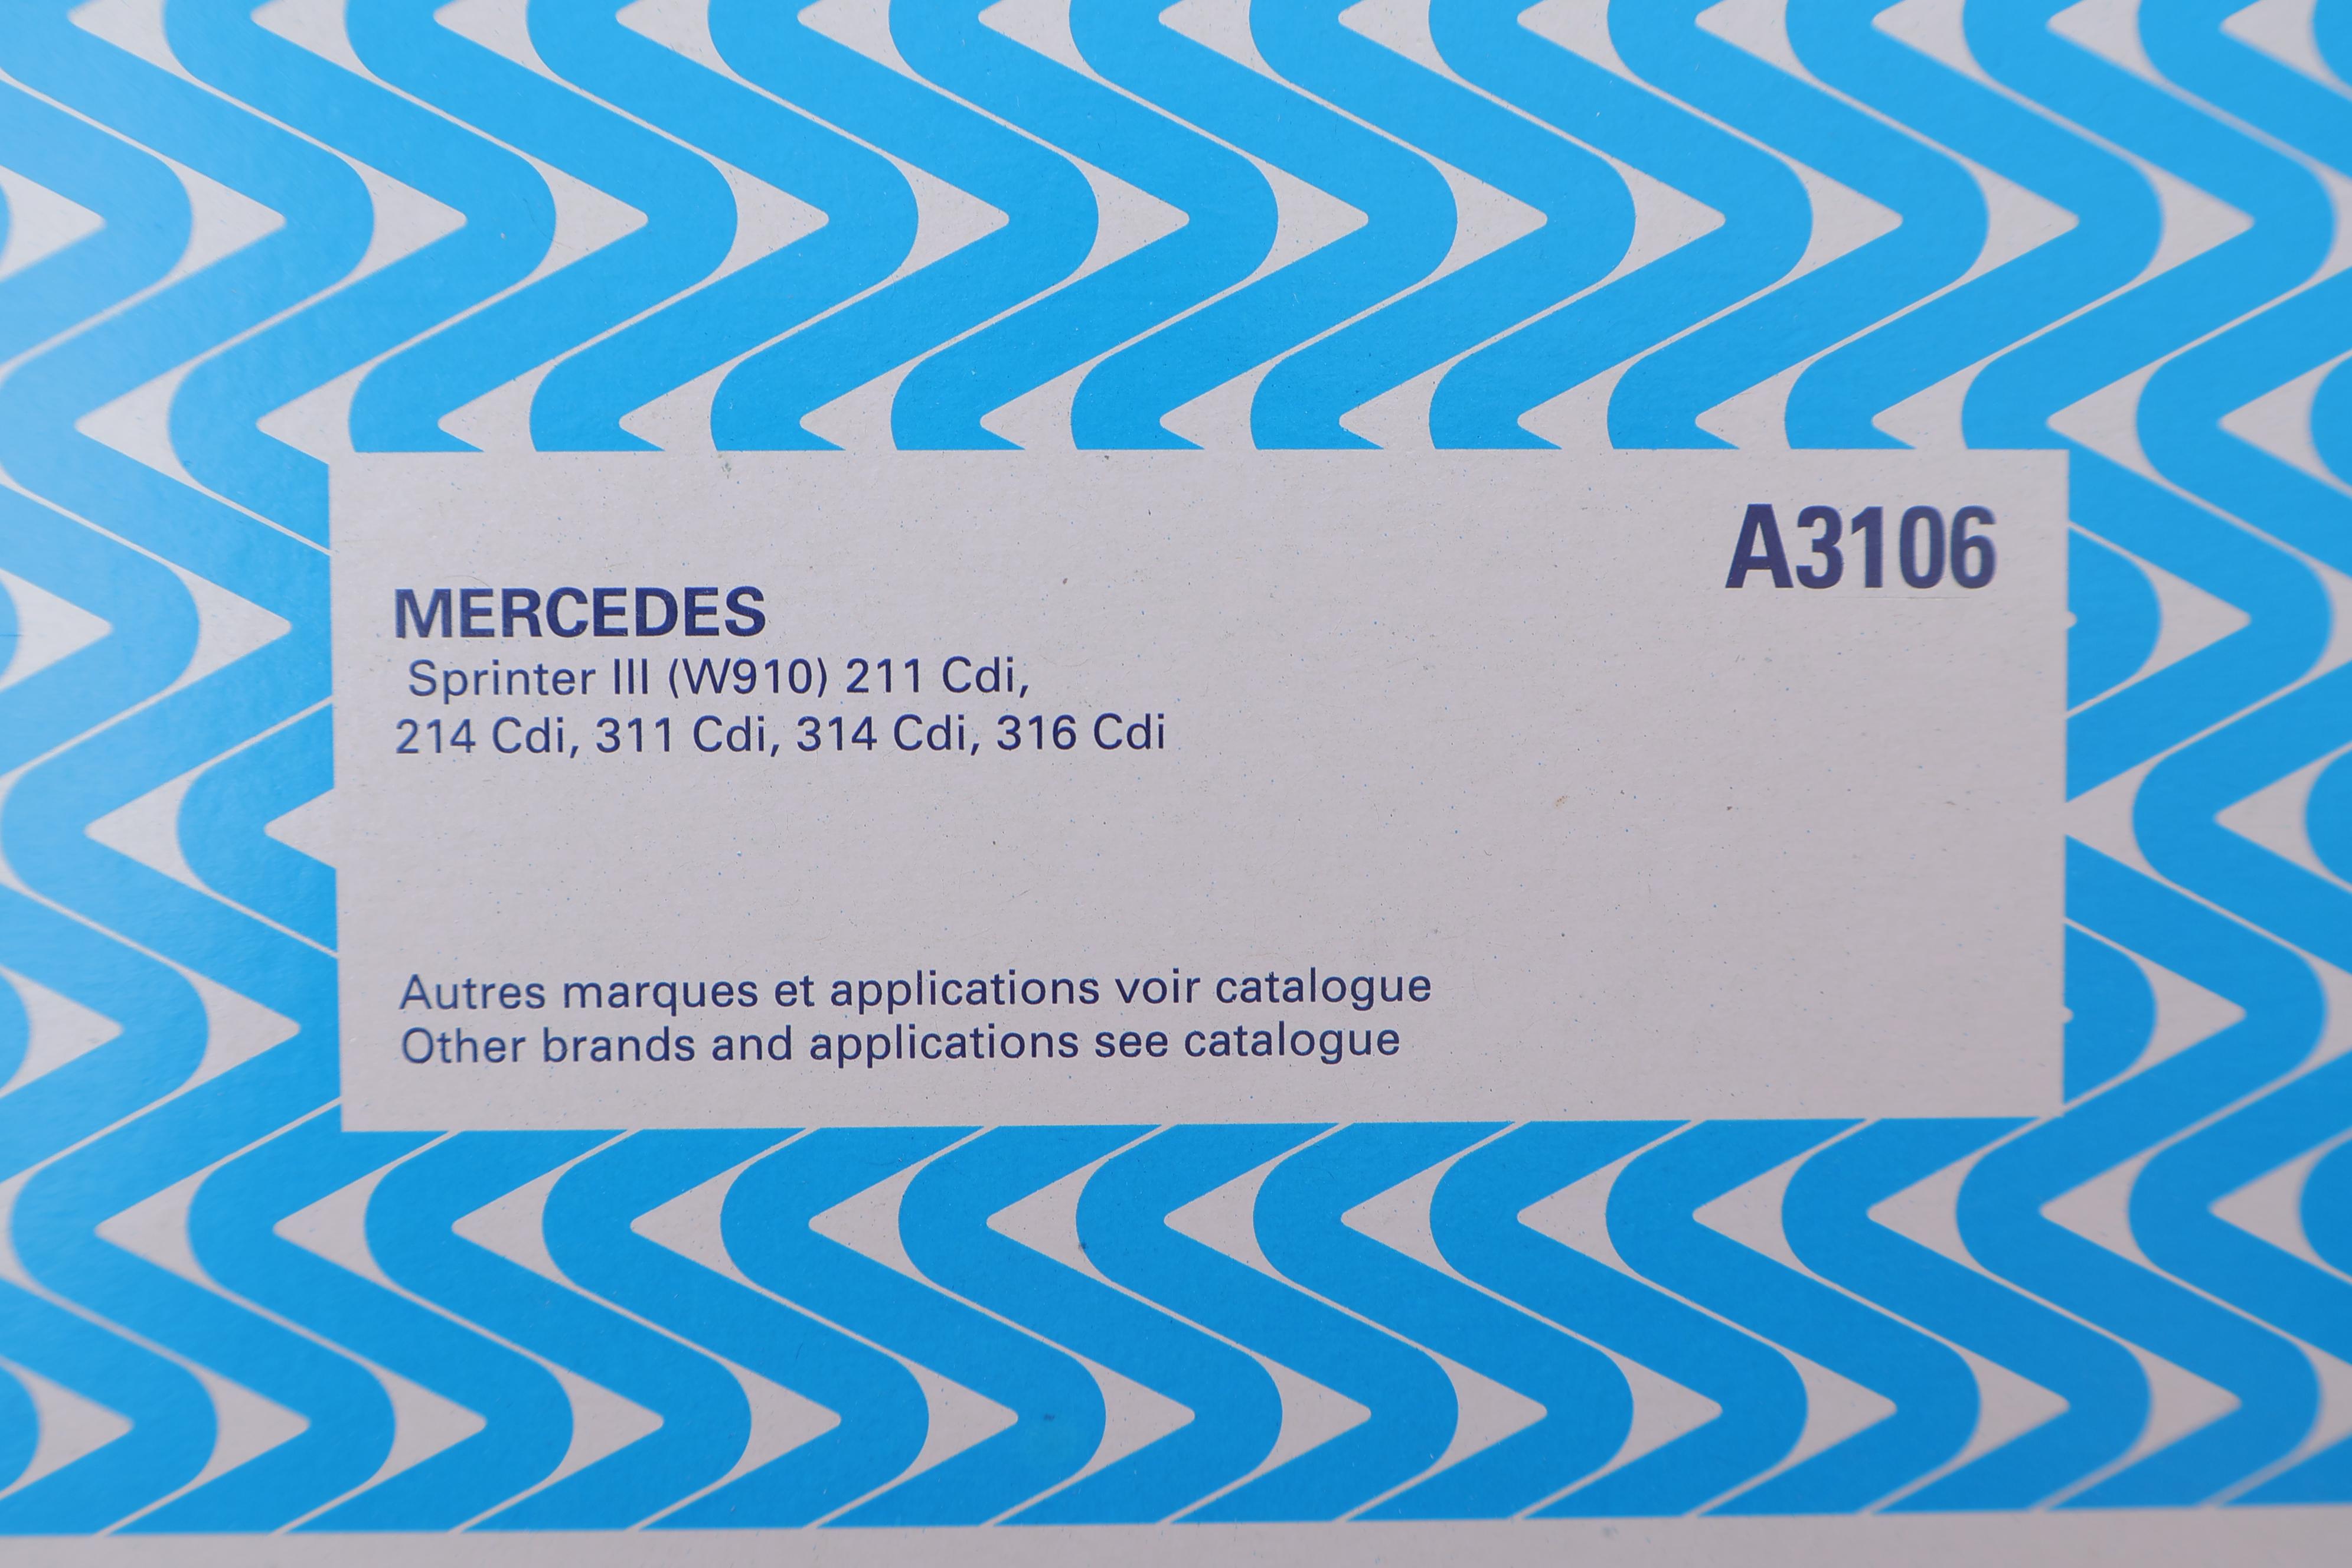 A3106
MERCEDES
Sprinter III (W910) 211 Cdi,
214 Cdi, 311 Cdi, 314 Cdi, 316 Cdi
Autres marques et applications voir catalogue
Other brands and applications see catalogue